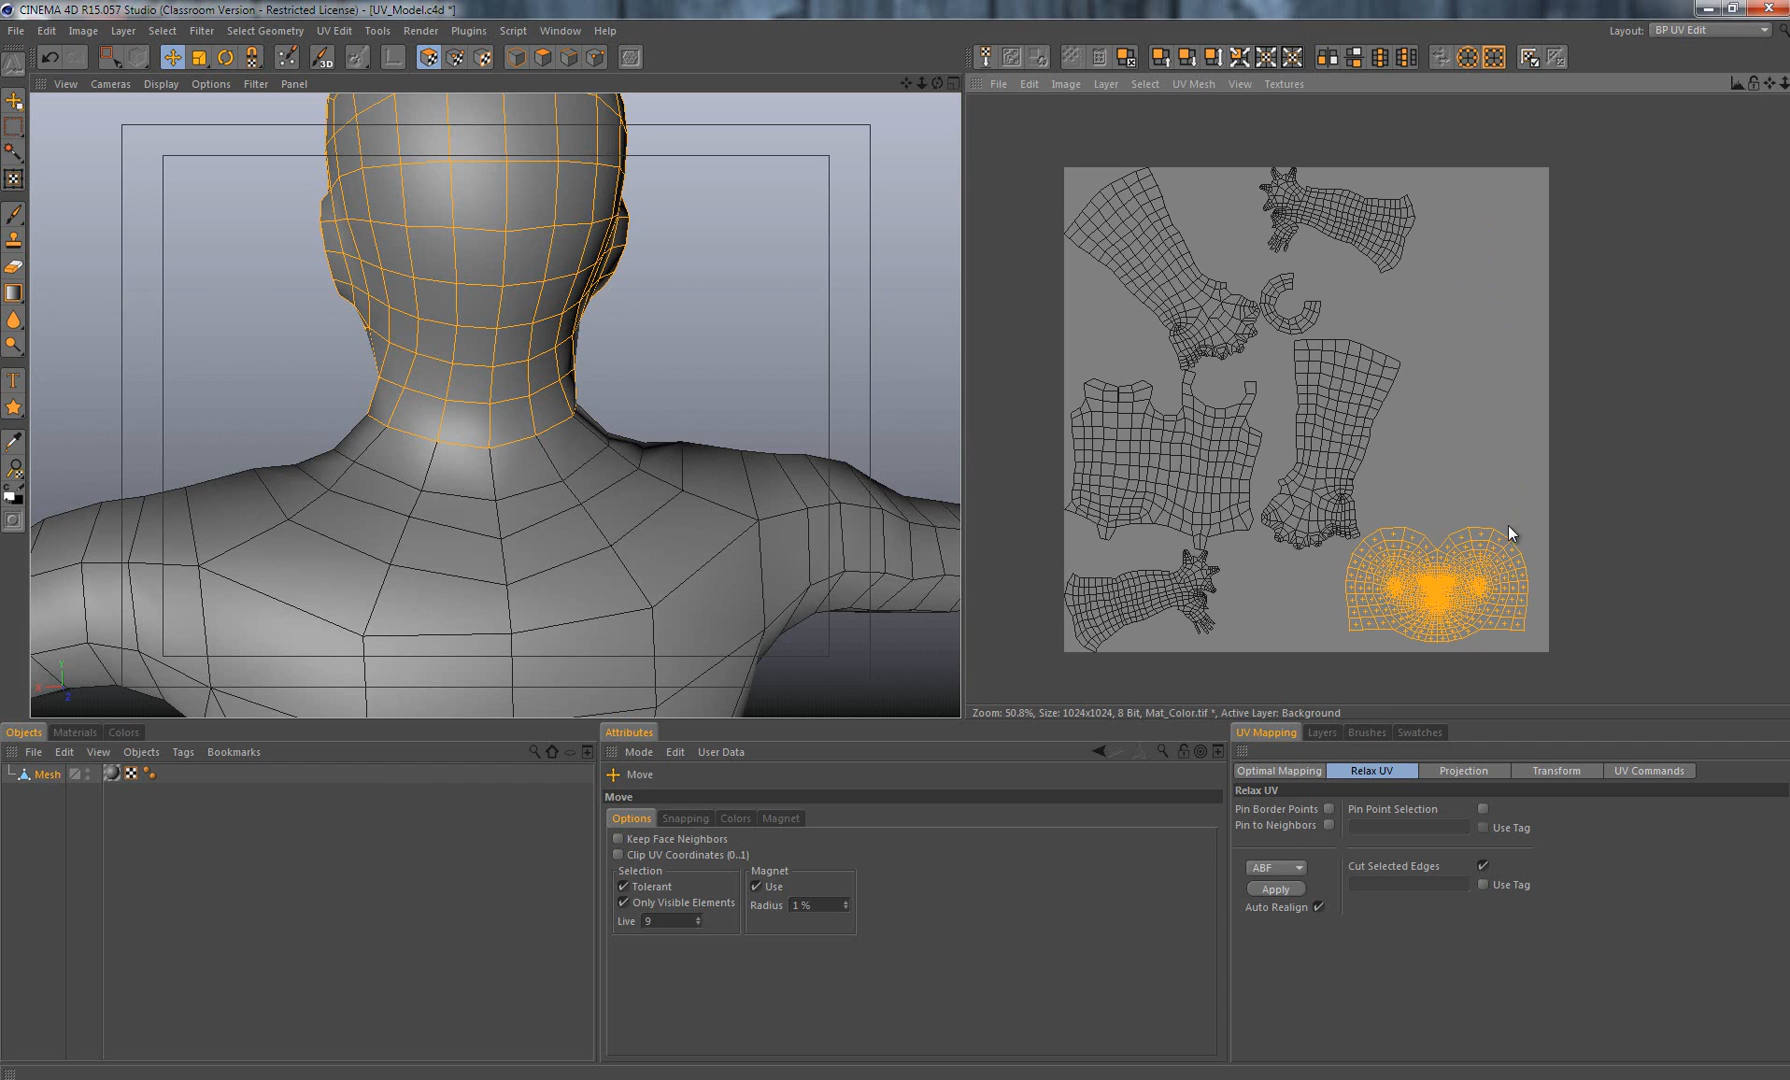 CINEMA 4D R15.057 Studio (Classroom Version - Restricted License) - [UV_Model.c4d *]
File Edit Image Layer Select Filter Select Geometry UV Edit Tools Render Plugins Script Window Help
Layout: BP UV Edit
3D
View Cameras Display Options Filter Panel
File Edit Image Layer Select UV Mesh View Textures
Y
X
Z
Zoom: 50.8%, Size: 1024x1024, 8 Bit, Mat_Color.tif *, Active Layer: Background
Objects Materials Colors
File Edit View Objects Tags Bookmarks
Mesh
Attributes
Mode Edit User Data
Move
Move
Options Snapping Colors Magnet
Keep Face Neighbors
Clip UV Coordinates (0..1)
Selection
Tolerant
Only Visible Elements
Live 9
Magnet
Use
Radius 1 %
UV Mapping Layers Brushes Swatches
Optimal Mapping Relax UV Projection Transform UV Commands
Relax UV
Pin Border Points
Pin Point Selection
Pin to Neighbors
Use Tag
ABF
Cut Selected Edges
Apply
Use Tag
Auto Realign